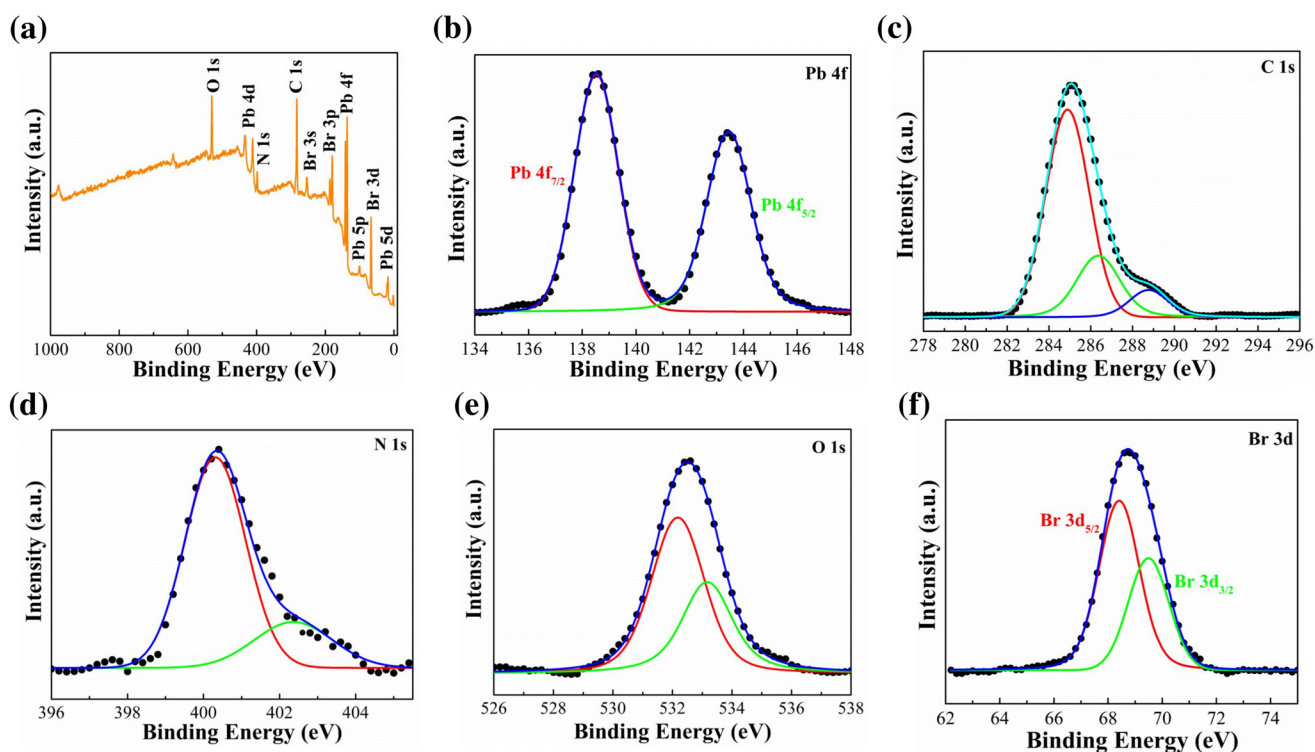 (a)
O 1s
Pb 4d
N 1s
C 1s
Br 3s
Br 3p
Pb 4f
Pb 5p
Br 3d
Pb 5d
Intensity (a.u.)
1000 800 600 400 200 0
Binding Energy (eV)
(b)
Pb 4f
Pb 4f7/2
Pb 4f5/2
Intensity (a.u.)
134 136 138 140 142 144 146 148
Binding Energy (eV)
(c)
C 1s
Intensity (a.u.)
278 280 282 284 286 288 290 292 294 296
Binding Energy (eV)
(d)
N 1s
Intensity (a.u.)
396 398 400 402 404
Binding Energy (eV)
(e)
O 1s
Intensity (a.u.)
526 528 530 532 534 536 538
Binding Energy (eV)
(f)
Br 3d
Br 3d5/2
Br 3d3/2
Intensity (a.u.)
62 64 66 68 70 72 74
Binding Energy (eV)